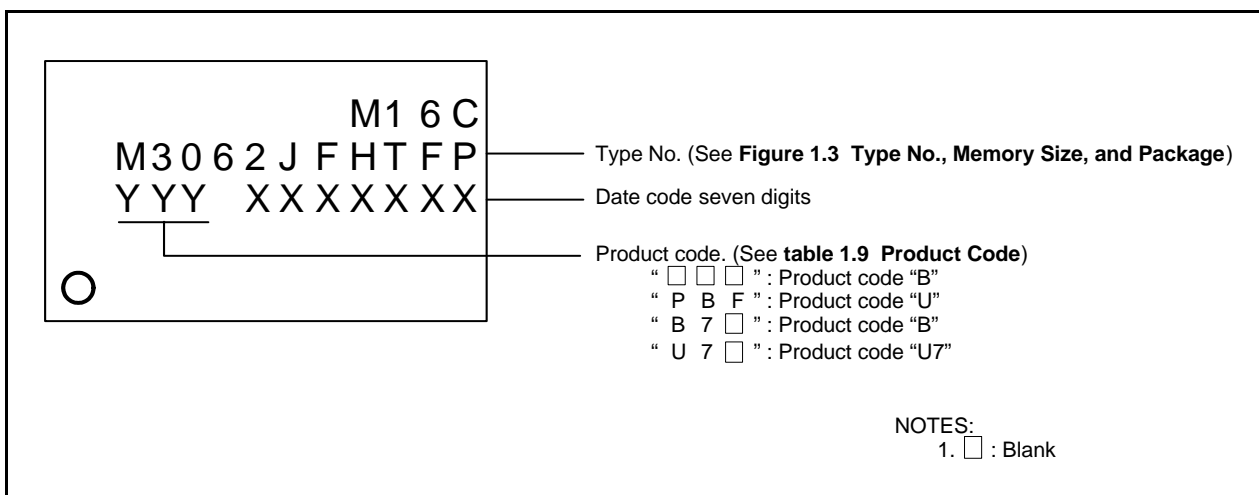 M16C
M3062JFHTFP
Type No. (See Figure 1.3 Type No., Memory Size, and Package)
YYY XXXXXXX
Date code seven digits
Product code. (See table 1.9 Product Code)
“ □ □ □ ” : Product code “B”
“ P B F ” : Product code “U”
“ B 7 □ ” : Product code “B”
“ U 7 □ ” : Product code “U7”
NOTES:
1. □ : Blank